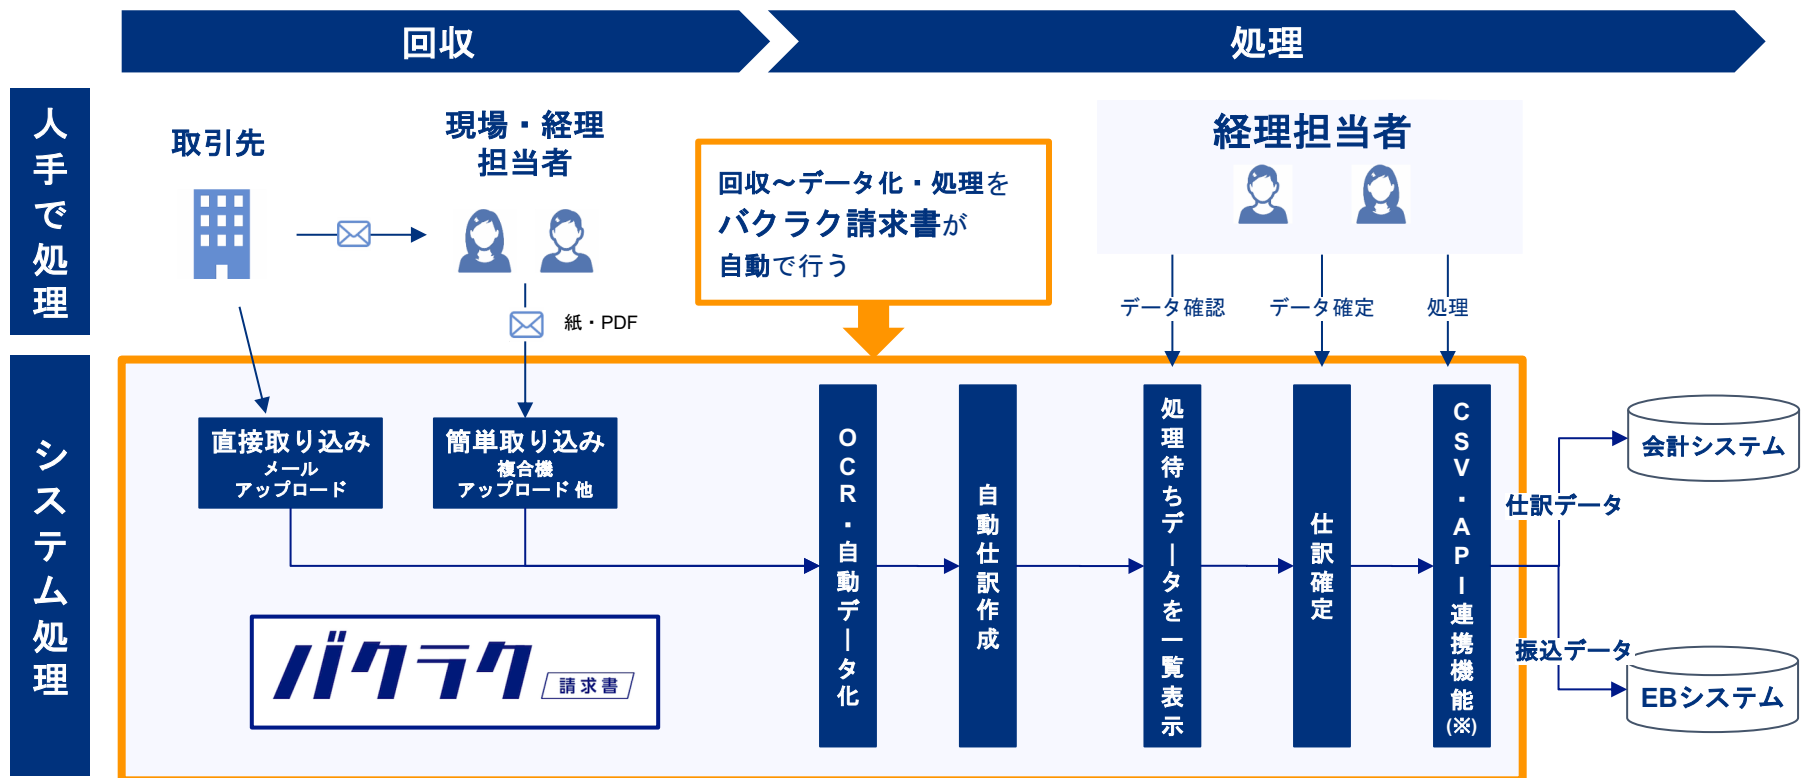 回収
処理
人手で処理
取引先
現場・経理
担当者
紙・PDF
回収～データ化・処理を
バクラク請求書が
自動で行う
経理担当者
データ確認
データ確定
処理
システム処理
直接取り込み
メール
アップロード
簡単取り込み
複合機
アップロード 他
OCR・自動データ化
自動仕訳作成
処理待ちデータを一覧表示
仕訳確定
CSV・API連携機能
(※)
仕訳データ
会計システム
振込データ
EBシステム
バクラク
請求書